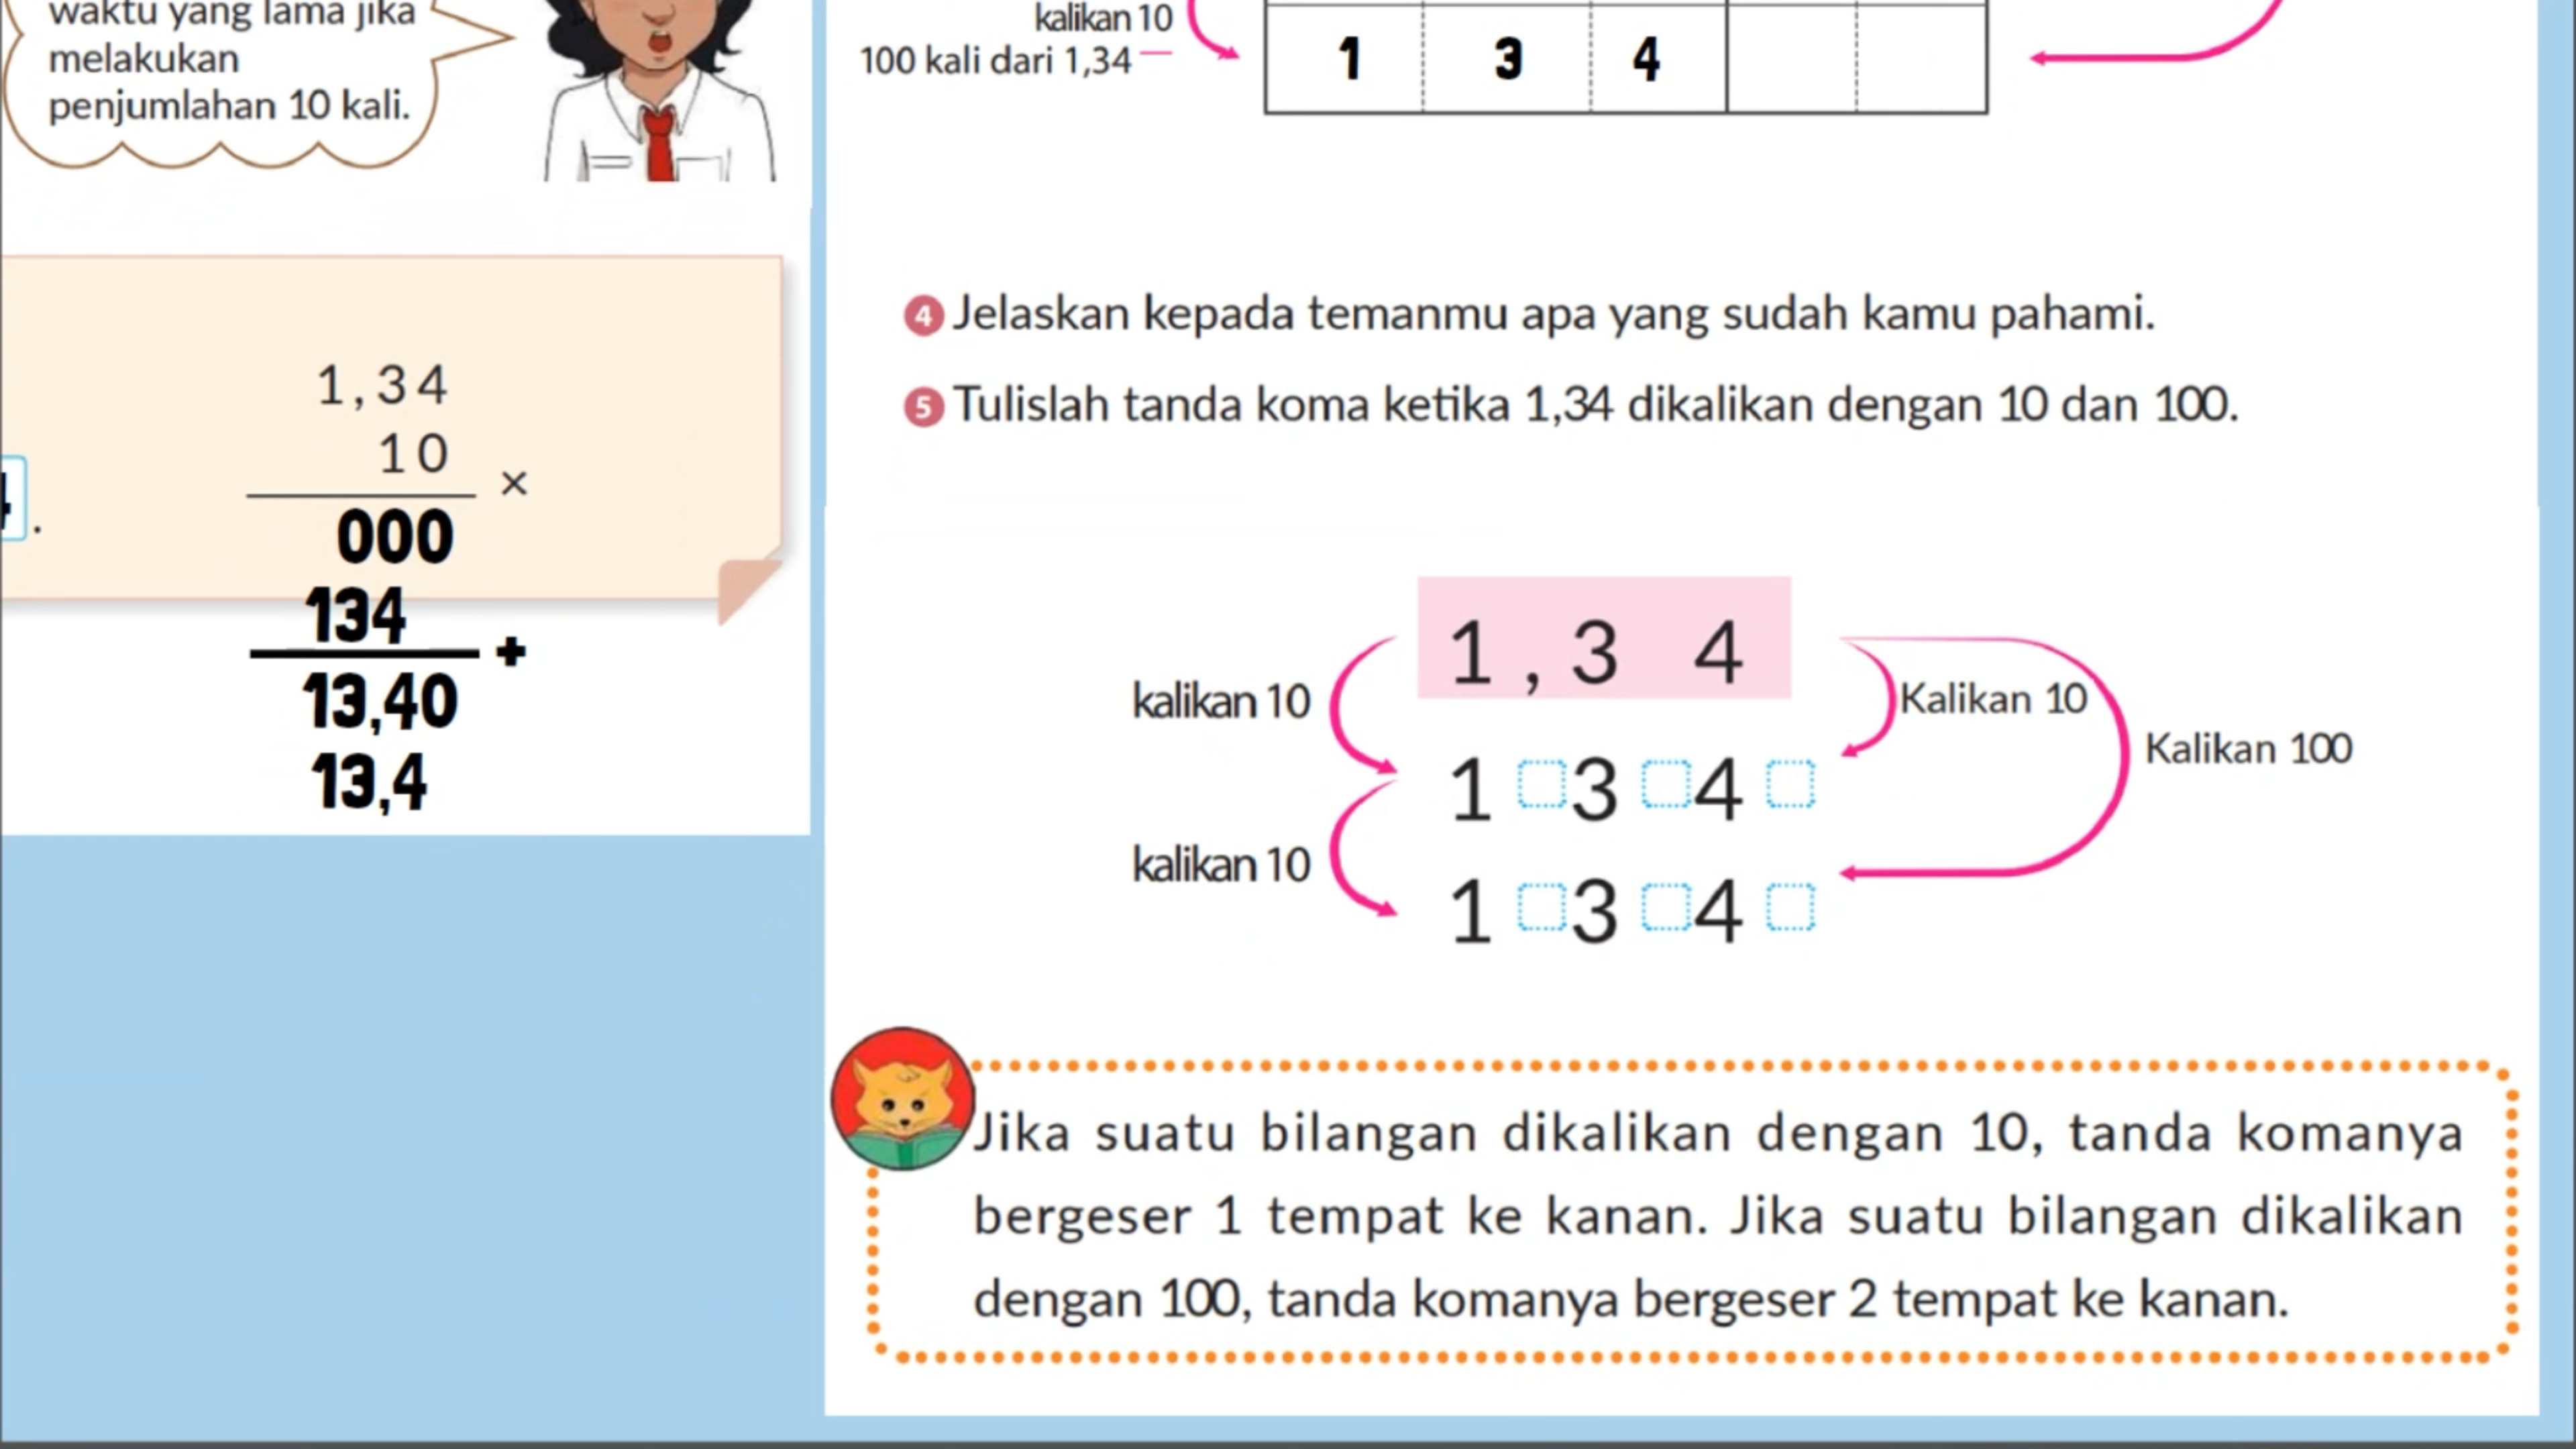 waktu yang lama jika
melakukan
penjumlahan 10 kali.
1,34
10
×
000
134
+
13,40
13,4
.
kalikan 10
100 kali dari 1,34
1 3 4
4 Jelaskan kepada temanmu apa yang sudah kamu pahami.
5 Tulislah tanda koma ketika 1,34 dikalikan dengan 10 dan 100.
1 , 3 4
kalikan 10
Kalikan 10
Kalikan 100
1 3 4
kalikan 10
1 3 4
Jika suatu bilangan dikalikan dengan 10, tanda komanya
bergeser 1 tempat ke kanan. Jika suatu bilangan dikalikan
dengan 100, tanda komanya bergeser 2 tempat ke kanan.